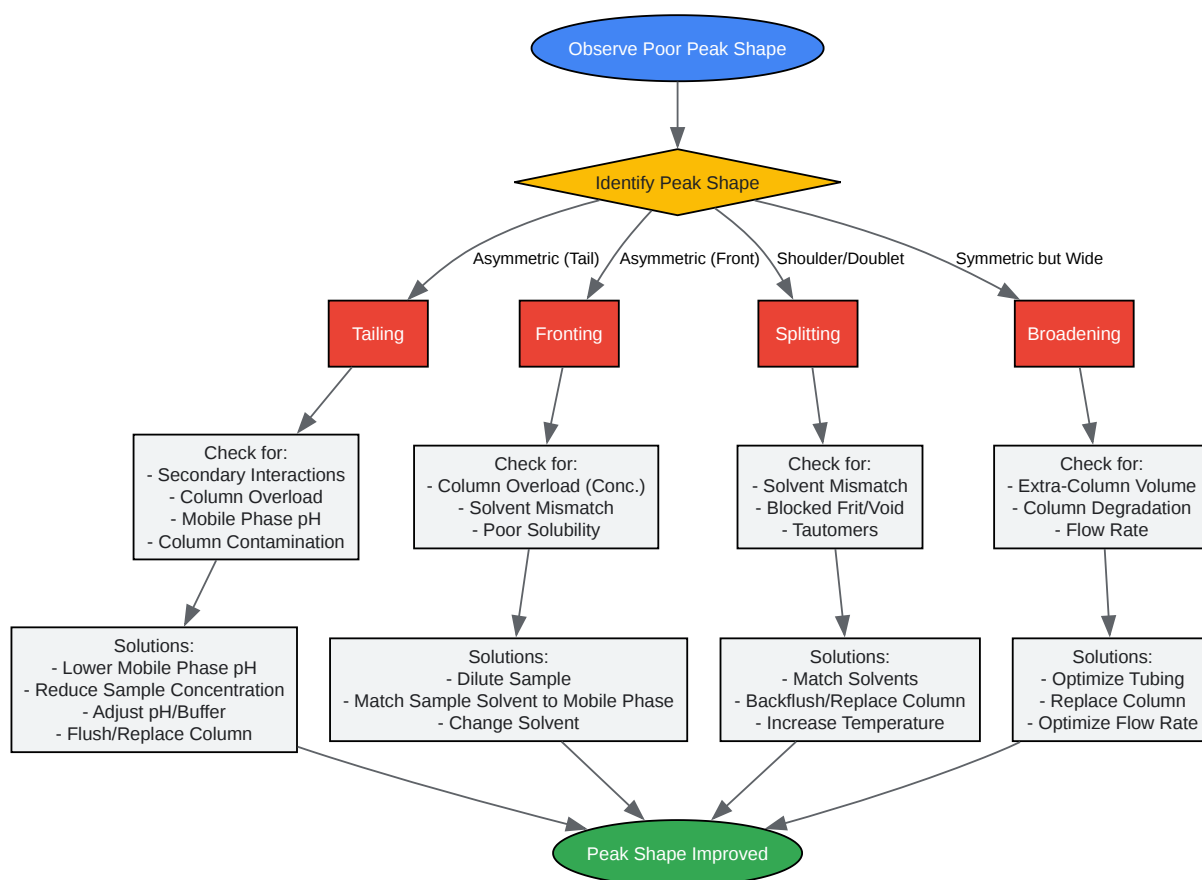 Observe Poor Peak Shape
Identify Peak Shape
Asymmetric (Tail)
Asymmetric (Front)
Shoulder/Doublet
Symmetric but Wide
Tailing
Fronting
Splitting
Broadening
Check for:
- Secondary Interactions
- Column Overload
- Mobile Phase pH
- Column Contamination
Check for:
- Column Overload (Conc.)
- Solvent Mismatch
- Poor Solubility
Check for:
- Solvent Mismatch
- Blocked Frit/Void
- Tautomers
Check for:
- Extra-Column Volume
- Column Degradation
- Flow Rate
Solutions:
- Lower Mobile Phase pH
- Reduce Sample Concentration
- Adjust pH/Buffer
- Flush/Replace Column
Solutions:
- Dilute Sample
- Match Sample Solvent to Mobile Phase
- Change Solvent
Solutions:
- Match Solvents
- Backflush/Replace Column
- Increase Temperature
Solutions:
- Optimize Tubing
- Replace Column
- Optimize Flow Rate
Peak Shape Improved